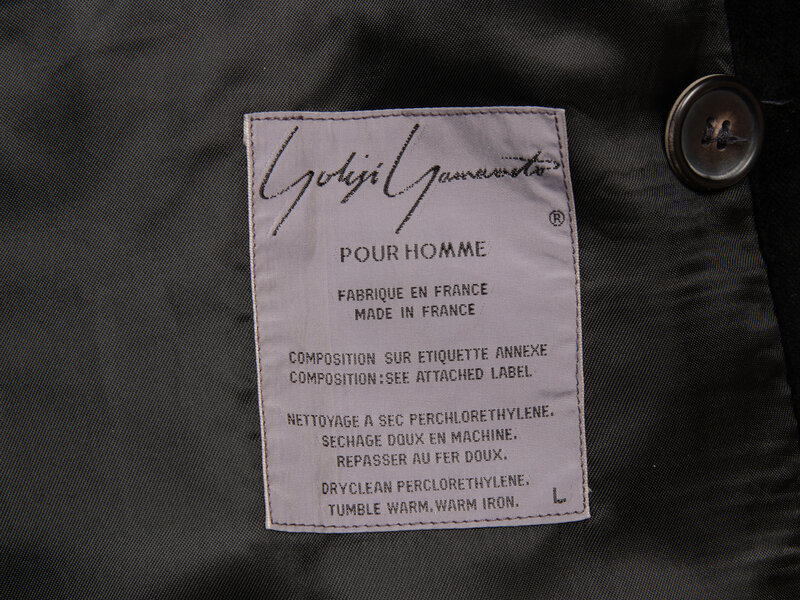 Yohji Yamamoto
®
POUR HOMME
FABRIQUE EN FRANCE
MADE IN FRANCE
COMPOSITION SUR ETIQUETTE ANNEXE
COMPOSITION:SEE ATTACHED LABEL
NETTOYAGE A SEC PERCHLORETHYLENE.
SECHAGE DOUX EN MACHINE.
REPASSER AU FER DOUX.
DRYCLEAN PERCLORETHYLENE.
TUMBLE WARM.WARM IRON.
L